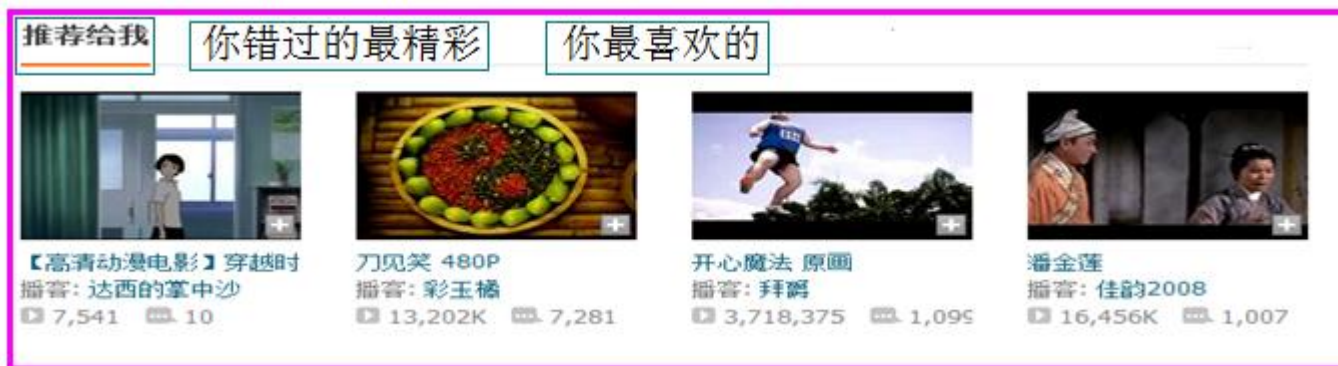 推荐给我 你错过的最精彩 你最喜欢的
【高清动漫电影】穿越时 刀见笑 480P 开心魔法 原画 潘金莲
播客: 达西的掌中沙 播客: 彩玉橘 播客: 拜爵 播客: 佳韵2008
7,541 10 13,202K 7,281 3,718,375 1,099 16,456K 1,007